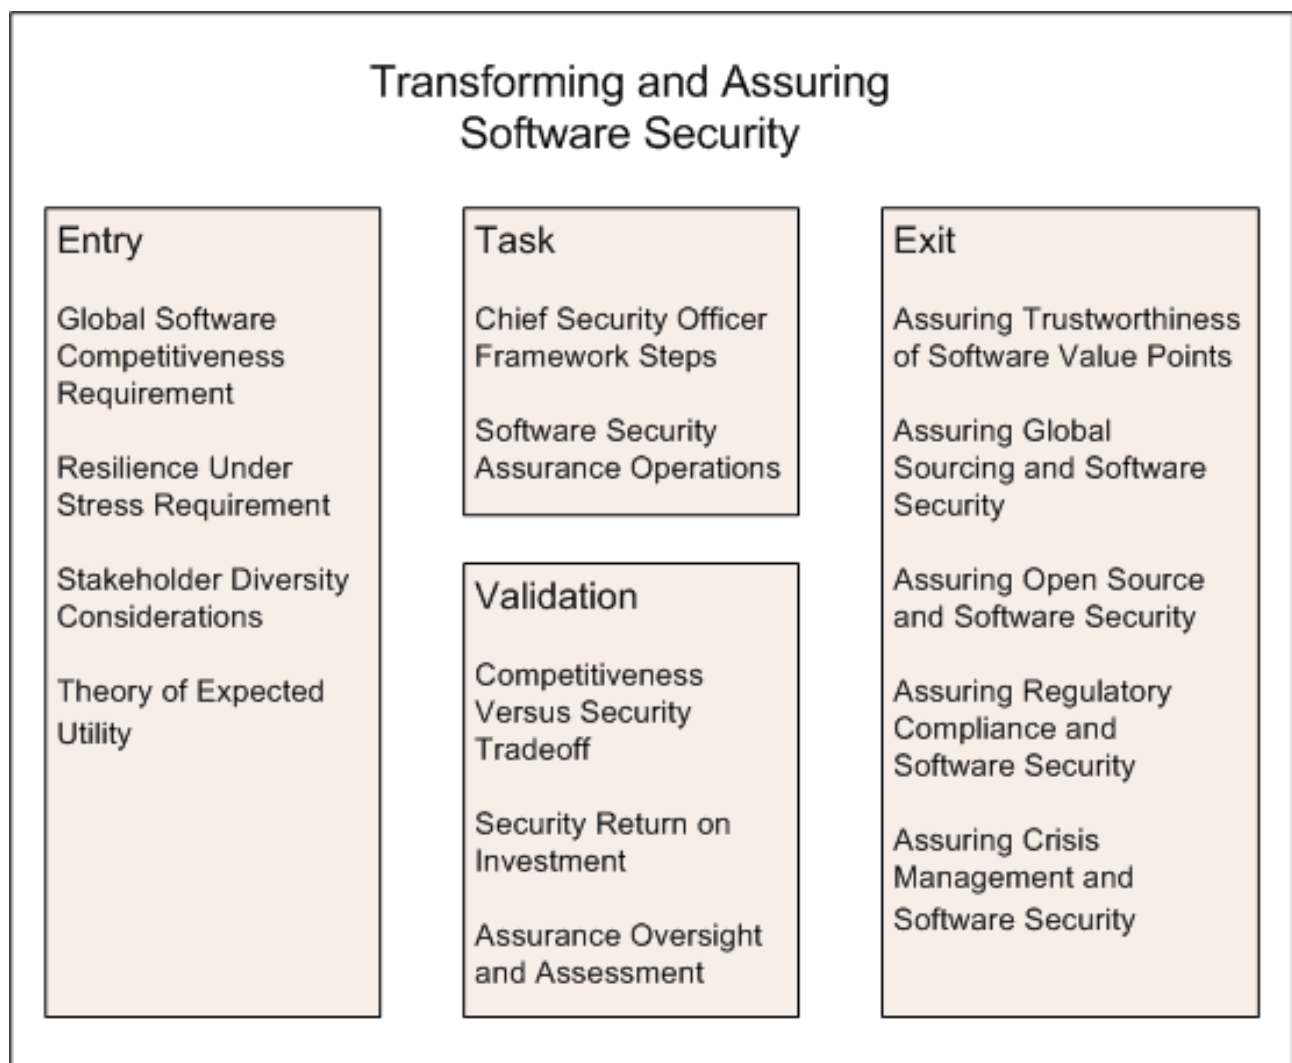 Transforming and Assuring
Software Security
Entry
Global Software
Competitiveness
Requirement
Resilience Under
Stress Requirement
Stakeholder Diversity
Considerations
Theory of Expected
Utility
Task
Chief Security Officer
Framework Steps
Software Security
Assurance Operations
Validation
Competitiveness
Versus Security
Tradeoff
Security Return on
Investment
Assurance Oversight
and Assessment
Exit
Assuring Trustworthiness
of Software Value Points
Assuring Global
Sourcing and Software
Security
Assuring Open Source
and Software Security
Assuring Regulatory
Compliance and
Software Security
Assuring Crisis
Management and
Software Security